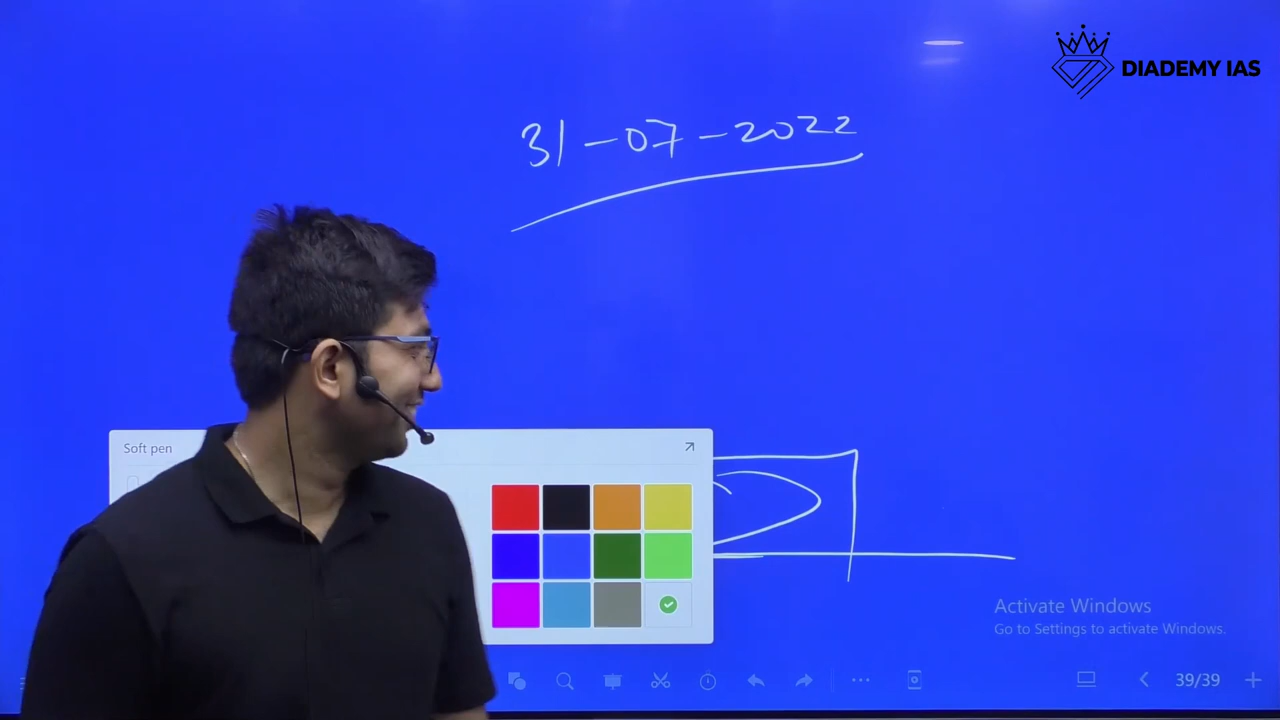 DIADEMY IAS
31-07-2022
Soft pen
Activate Windows
Go to Settings to activate Windows.
39/39